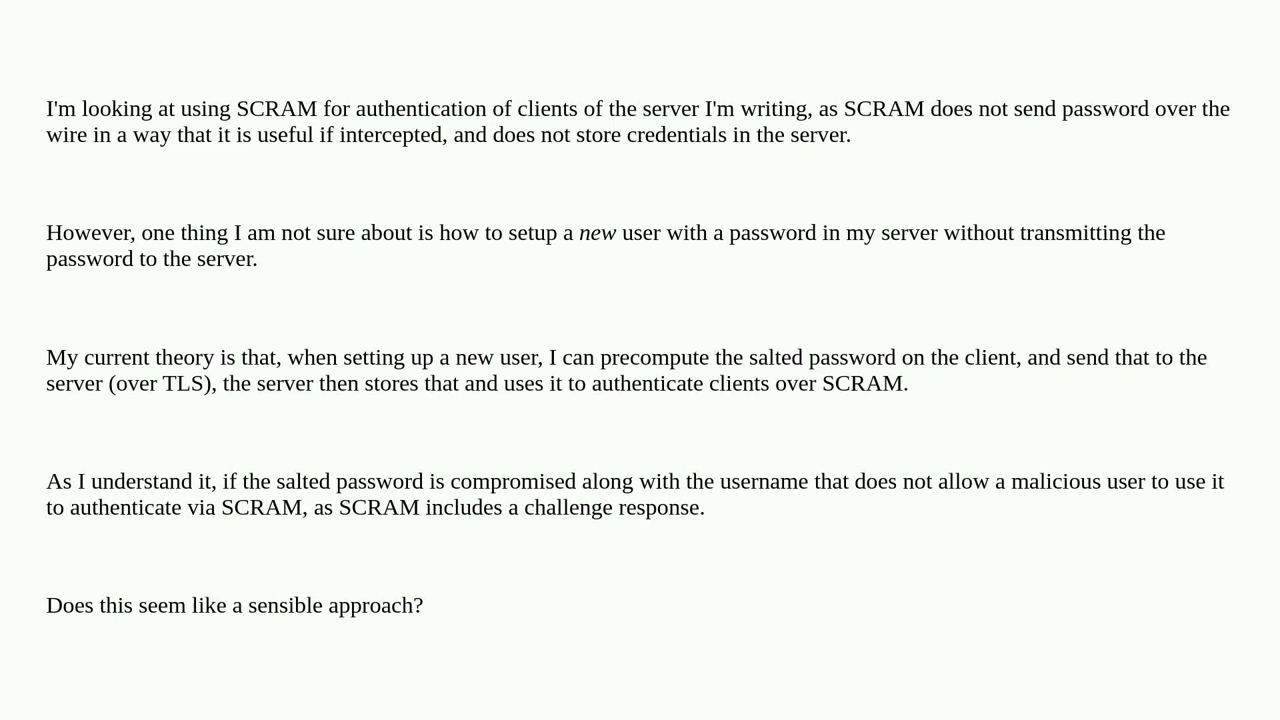 I'm looking at using SCRAM for authentication of clients of the server I'm writing, as SCRAM does not send password over the
wire in a way that it is useful if intercepted, and does not store credentials in the server.
However, one thing I am not sure about is how to setup a new user with a password in my server without transmitting the
password to the server.
My current theory is that, when setting up a new user, I can precompute the salted password on the client, and send that to the
server (over TLS), the server then stores that and uses it to authenticate clients over SCRAM.
As I understand it, if the salted password is compromised along with the username that does not allow a malicious user to use it
to authenticate via SCRAM, as SCRAM includes a challenge response.
Does this seem like a sensible approach?